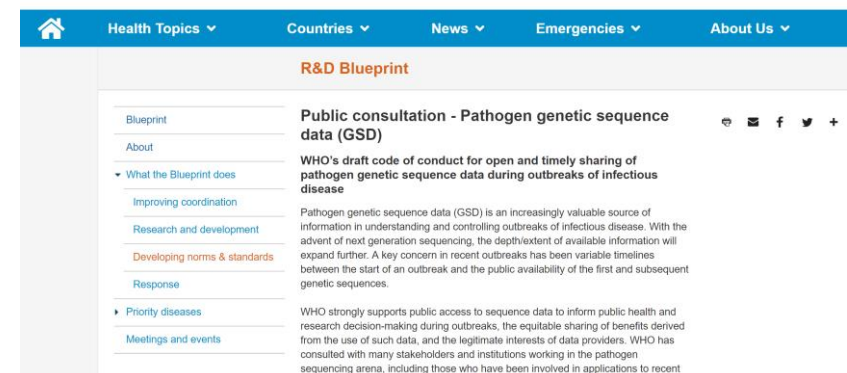 Health Topics
Countries
News
Emergencies
About Us
R&D Blueprint
Blueprint
About
What the Blueprint does
Improving coordination
Research and development
Developing norms & standards
Response
Priority diseases
Meetings and events
Public consultation - Pathogen genetic sequence
data (GSD)
WHO's draft code of conduct for open and timely sharing of
pathogen genetic sequence data during outbreaks of infectious
disease
Pathogen genetic sequence data (GSD) is an increasingly valuable source of
information in understanding and controlling outbreaks of infectious disease. With the
advent of next generation sequencing, the depth/extent of available information will
expand further. A key concern in recent outbreaks has been variable timelines
between the start of an outbreak and the public availability of the first and subsequent
genetic sequences.
WHO strongly supports public access to sequence data to inform public health and
research decision-making during outbreaks, the equitable sharing of benefits derived
from the use of such data, and the legitimate interests of data providers. WHO has
consulted with many stakeholders and institutions working in the pathogen
sequencing arena, including those who have been involved in applications to recent